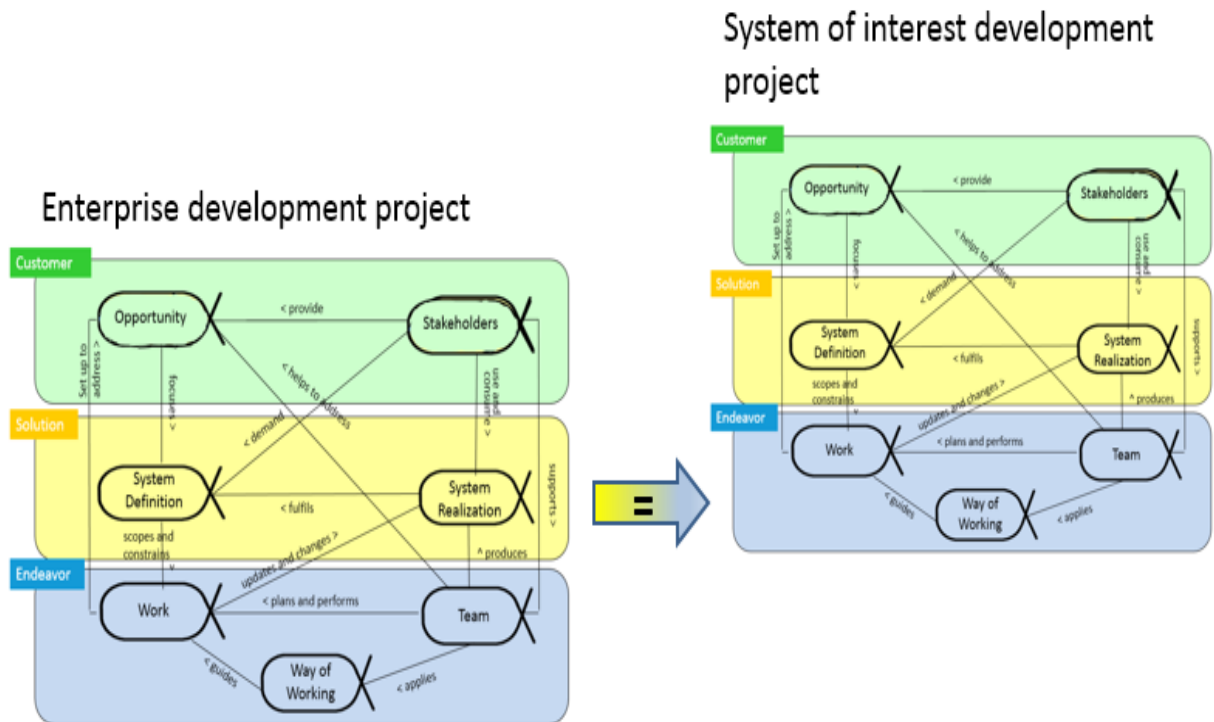 System of interest development
project
Customer
Opportunity
< provide
Stakeholders
Set up to
address >
focuses >
< helps to address
use and
consume >
< demand
Solution
System
Definition
< fulfils
System
Realization
supports >
scopes and
constrains >
updates and changes >
^ produces
Endeavor
Work
< plans and performs
Team
< guides
Way of
Working
< applies
Enterprise development project
Customer
Opportunity
< provide
Stakeholders
Set up to
address >
focuses >
< helps to address
use and
consume >
< demand
Solution
System
Definition
< fulfils
System
Realization
supports >
scopes and
constrains >
updates and changes >
^ produces
Endeavor
Work
< plans and performs
Team
< guides
Way of
Working
< applies
=